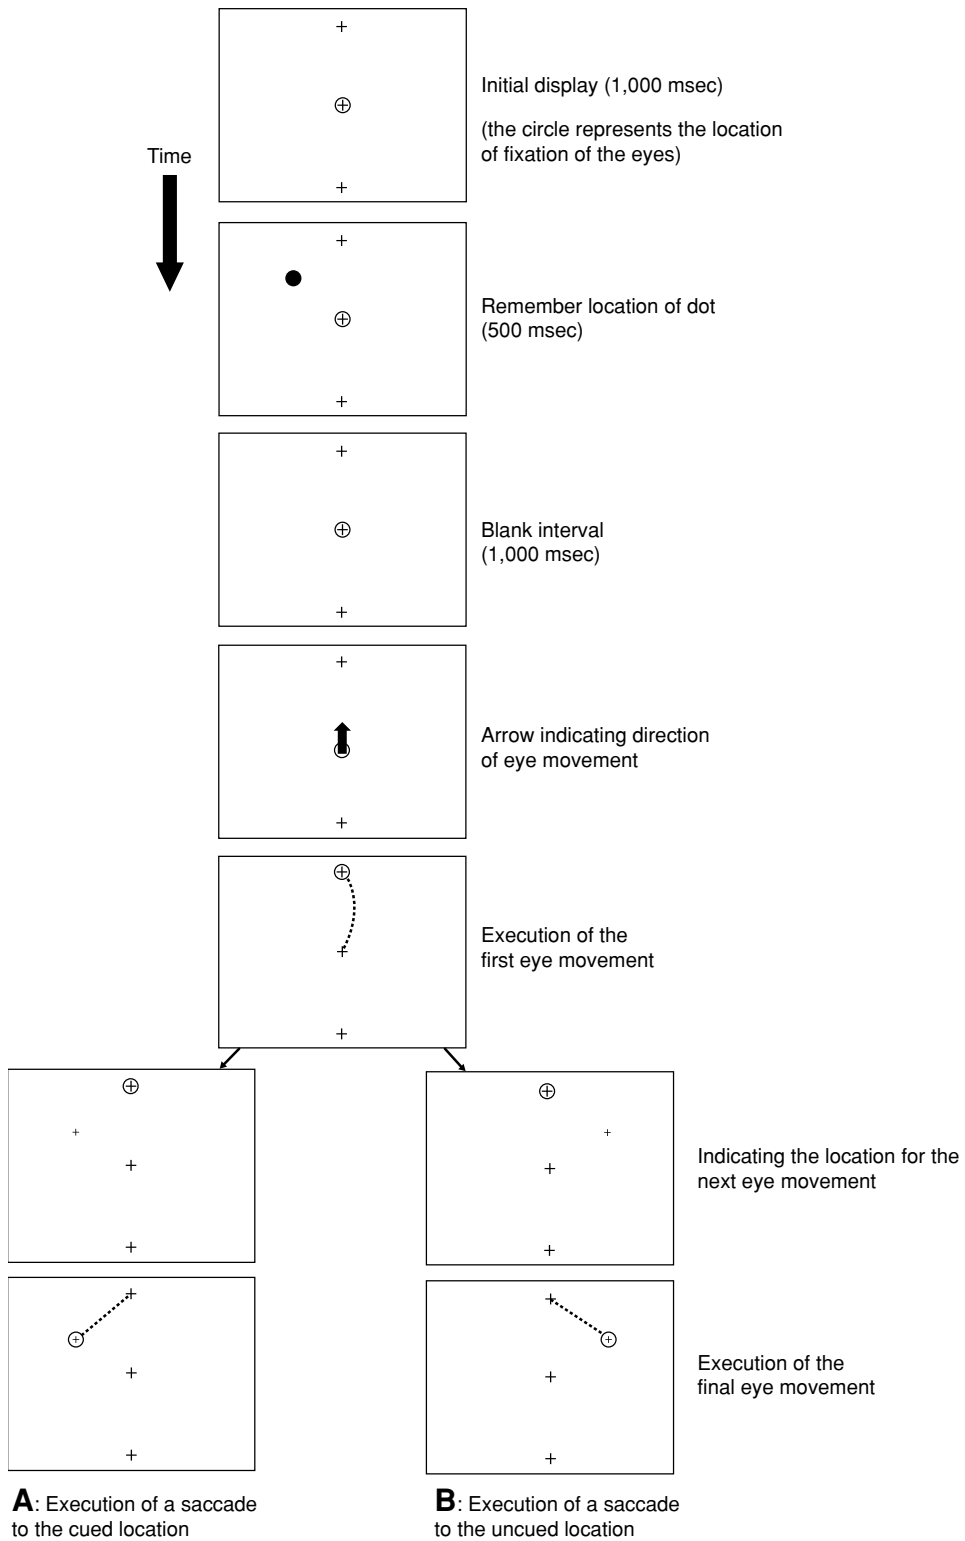 Initial display (1,000 msec)
(the circle represents the location
of fixation of the eyes)
Time
Remember location of dot
(500 msec)
Blank interval
(1,000 msec)
Arrow indicating direction
of eye movement
Execution of the
first eye movement
Indicating the location for the
next eye movement
Execution of the
final eye movement
A: Execution of a saccade
to the cued location
B: Execution of a saccade
to the uncued location